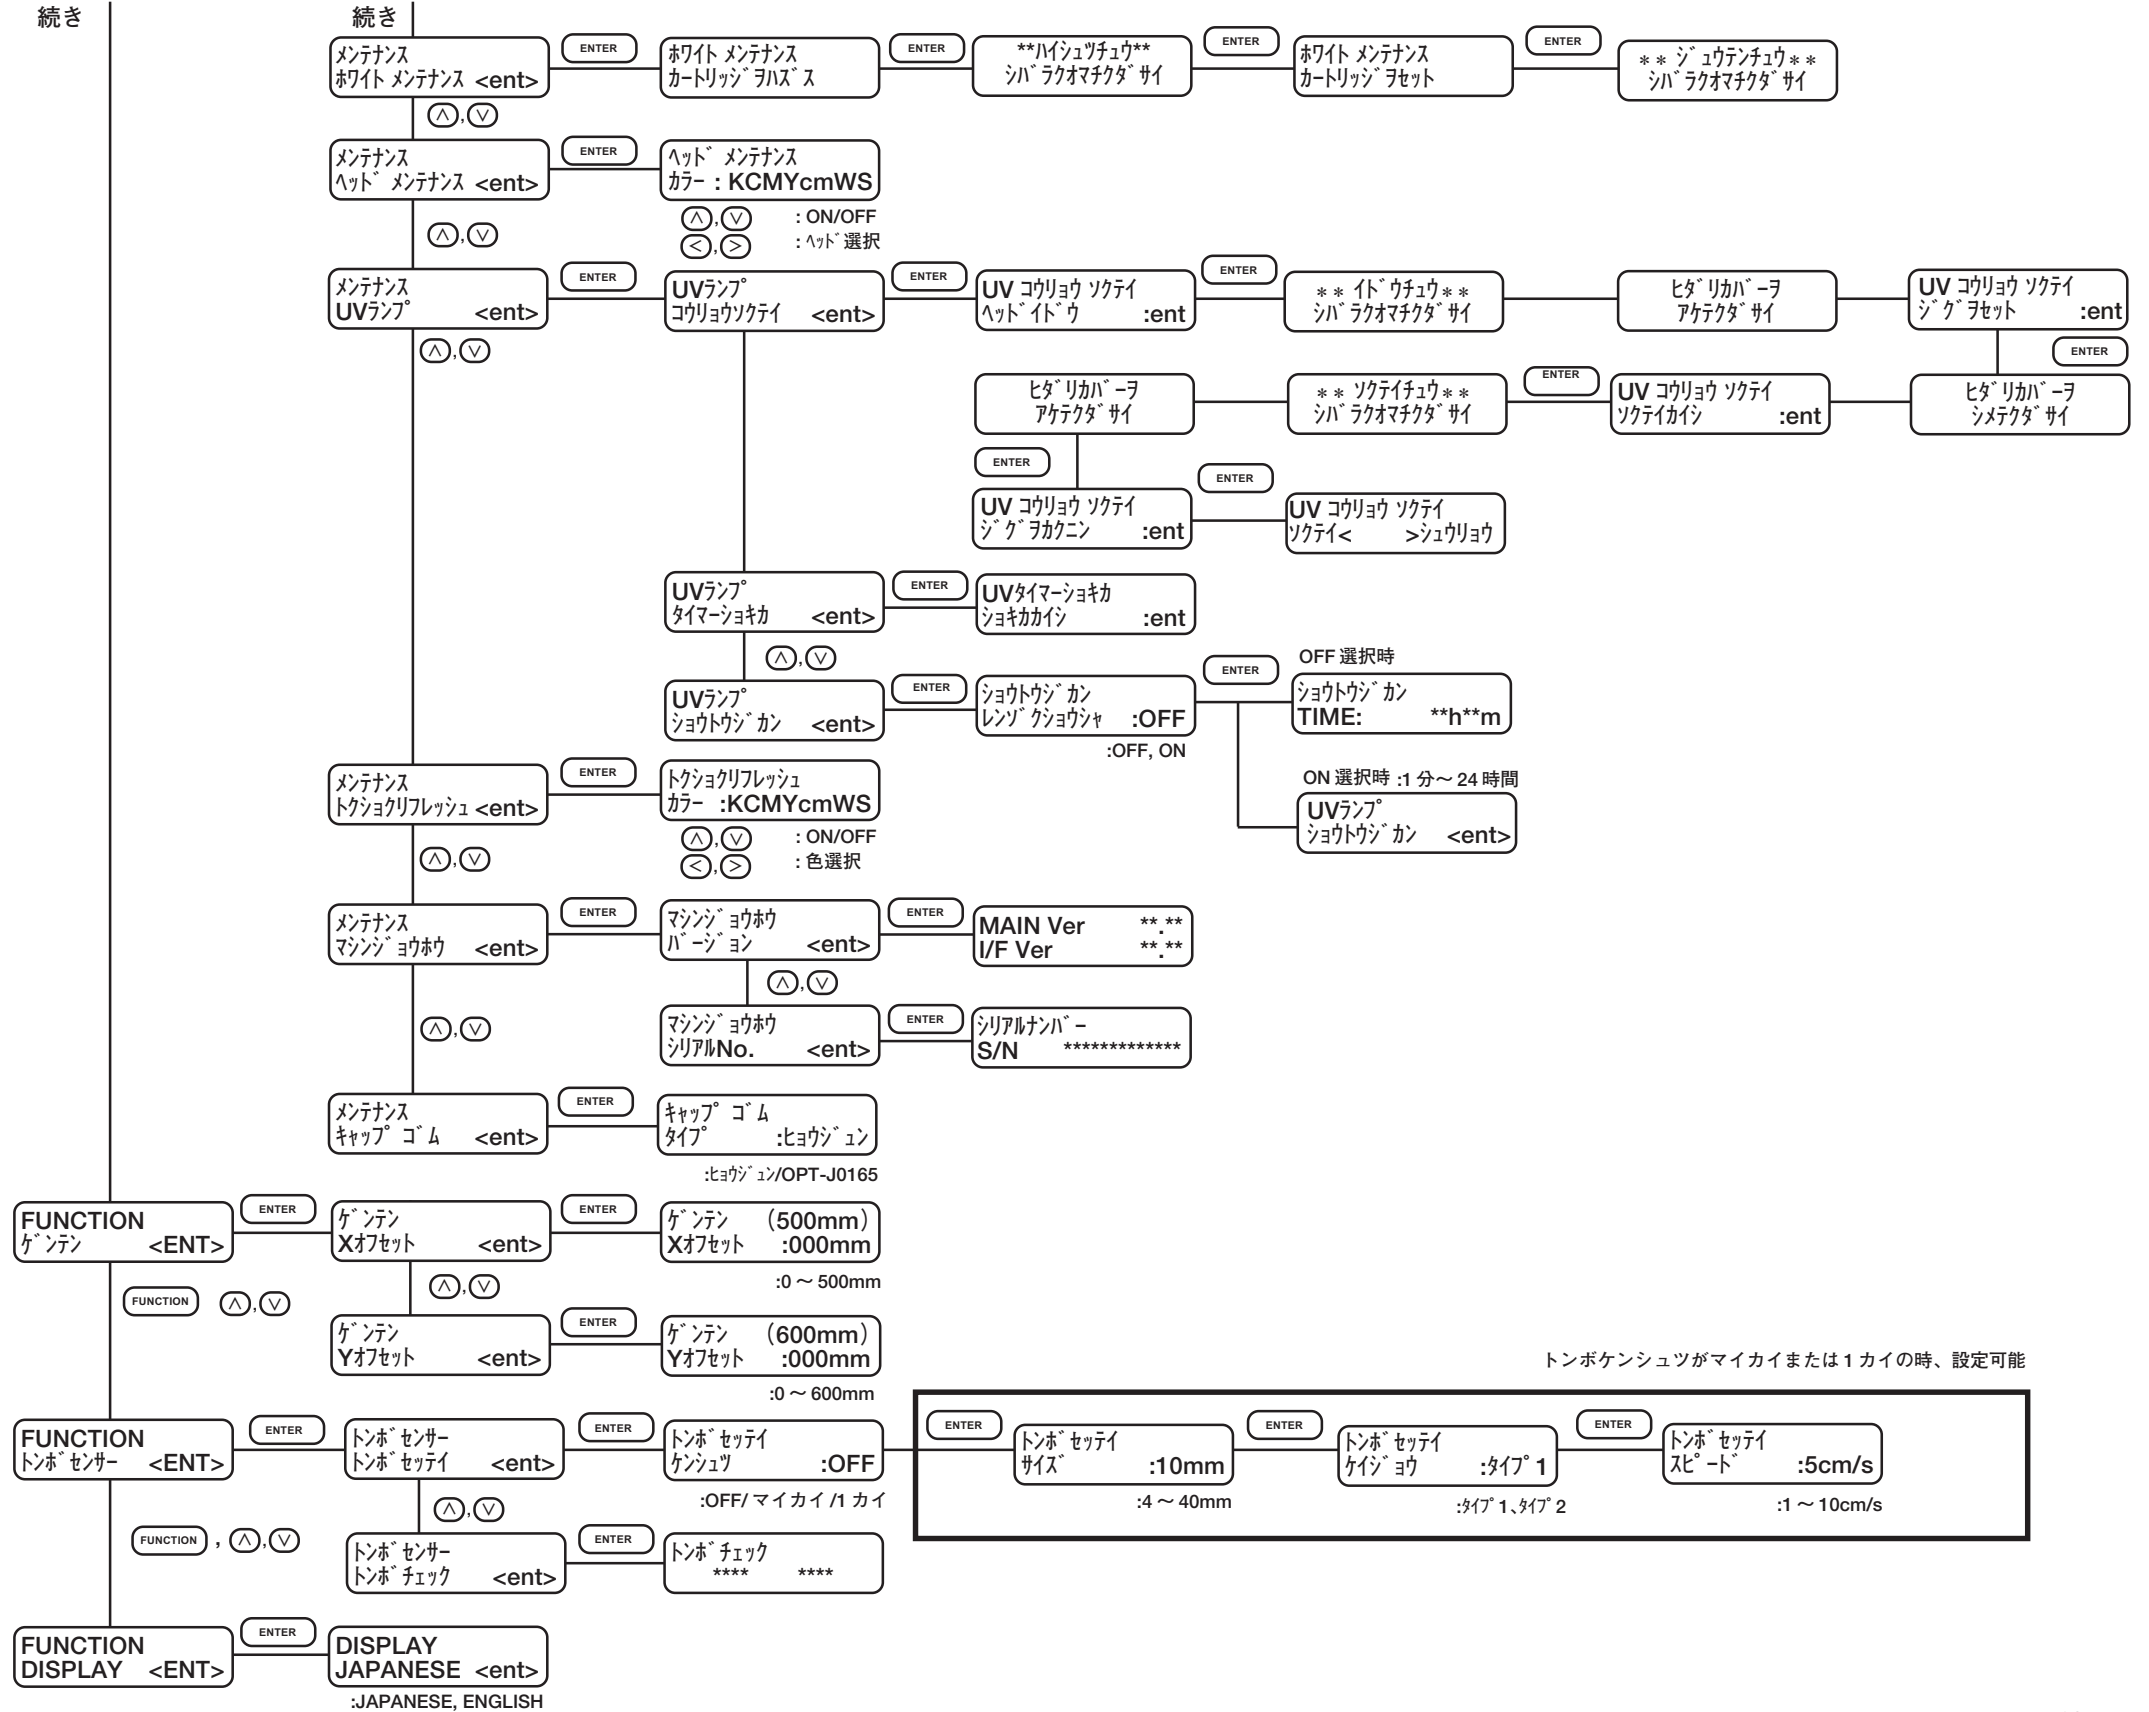 続き
続き
メンテナンス
ホワイト メンテナンス <ent>
ENTER
ホワイト メンテナンス
カートリッジヲハズス
ENTER
**ハイシュツチュウ**
シバラクオマチクダサイ
ENTER
ホワイト メンテナンス
カートリッジヲセット
ENTER
** ジュウテンチュウ**
シバラクオマチクダサイ
∧,∨
メンテナンス
ヘッド メンテナンス <ent>
ENTER
ヘッド メンテナンス
カラー : KCMYcmWS
∧,∨ : ON/OFF
<,> : ヘッド選択
∧,∨
メンテナンス
UVランプ <ent>
ENTER
UVランプ
コウリョウソクテイ <ent>
ENTER
UV コウリョウ ソクテイ
ヘッドイドウ :ent
ENTER
** イドウチュウ**
シバラクオマチクダサイ
ヒダリカバーヲ
アケテクダサイ
UV コウリョウ ソクテイ
ジグヲセット :ent
∧,∨
ENTER
ヒダリカバーヲ
アケテクダサイ
** ソクテイチュウ**
シバラクオマチクダサイ
ENTER
UV コウリョウ ソクテイ
ソクテイカイシ :ent
ヒダリカバーヲ
シメテクダサイ
ENTER
ENTER
UV コウリョウ ソクテイ
ジグヲカクニン :ent
UV コウリョウ ソクテイ
ソクテイ< >シュウリョウ
UVランプ
タイマーショキカ <ent>
ENTER
UVタイマーショキカ
ショキカカイシ :ent
∧,∨
UVランプ
ショウトウジカン <ent>
ENTER
ショウトウジカン
レンゾクショウシャ :OFF
:OFF, ON
ENTER
OFF 選択時
ショウトウジカン
TIME: **h**m
ON 選択時 :1 分～ 24 時間
UVランプ
ショウトウジカン <ent>
メンテナンス
トクショクリフレッシュ <ent>
ENTER
トクショクリフレッシュ
カラー :KCMYcmWS
∧,∨ : ON/OFF
<,> : 色選択
∧,∨
メンテナンス
マシンジョウホウ <ent>
ENTER
マシンジョウホウ
バージョン <ent>
ENTER
MAIN Ver **.**
I/F Ver **.**
∧,∨
∧,∨
マシンジョウホウ
シリアルNo. <ent>
ENTER
シリアルナンバー
S/N *************
メンテナンス
キャップ ゴム <ent>
ENTER
キャップ ゴム
タイプ :ヒョウジュン
:ヒョウジュン/OPT-J0165
FUNCTION
ゲンテン <ENT>
ENTER
ゲンテン
Xオフセット <ent>
ENTER
ゲンテン (500mm)
Xオフセット :000mm
:0 ～ 500mm
FUNCTION ∧,∨
∧,∨
ゲンテン
Yオフセット <ent>
ENTER
ゲンテン (600mm)
Yオフセット :000mm
:0 ～ 600mm
トンボケンシュツがマイカイまたは 1 カイの時、設定可能
FUNCTION
トンボセンサー <ENT>
ENTER
トンボセンサー
トンボセッテイ <ent>
ENTER
トンボセッテイ
ケンシュツ :OFF
:OFF/ マイカイ /1 カイ
ENTER
トンボセッテイ
サイズ :10mm
:4 ～ 40mm
ENTER
トンボセッテイ
ケイジョウ :タイプ1
:タイプ1、タイプ2
ENTER
トンボセッテイ
スピード :5cm/s
:1 ～ 10cm/s
FUNCTION , ∧,∨
∧,∨
トンボセンサー
トンボチェック <ent>
ENTER
トンボチェック
**** ****
FUNCTION
DISPLAY <ENT>
ENTER
DISPLAY
JAPANESE <ent>
:JAPANESE, ENGLISH